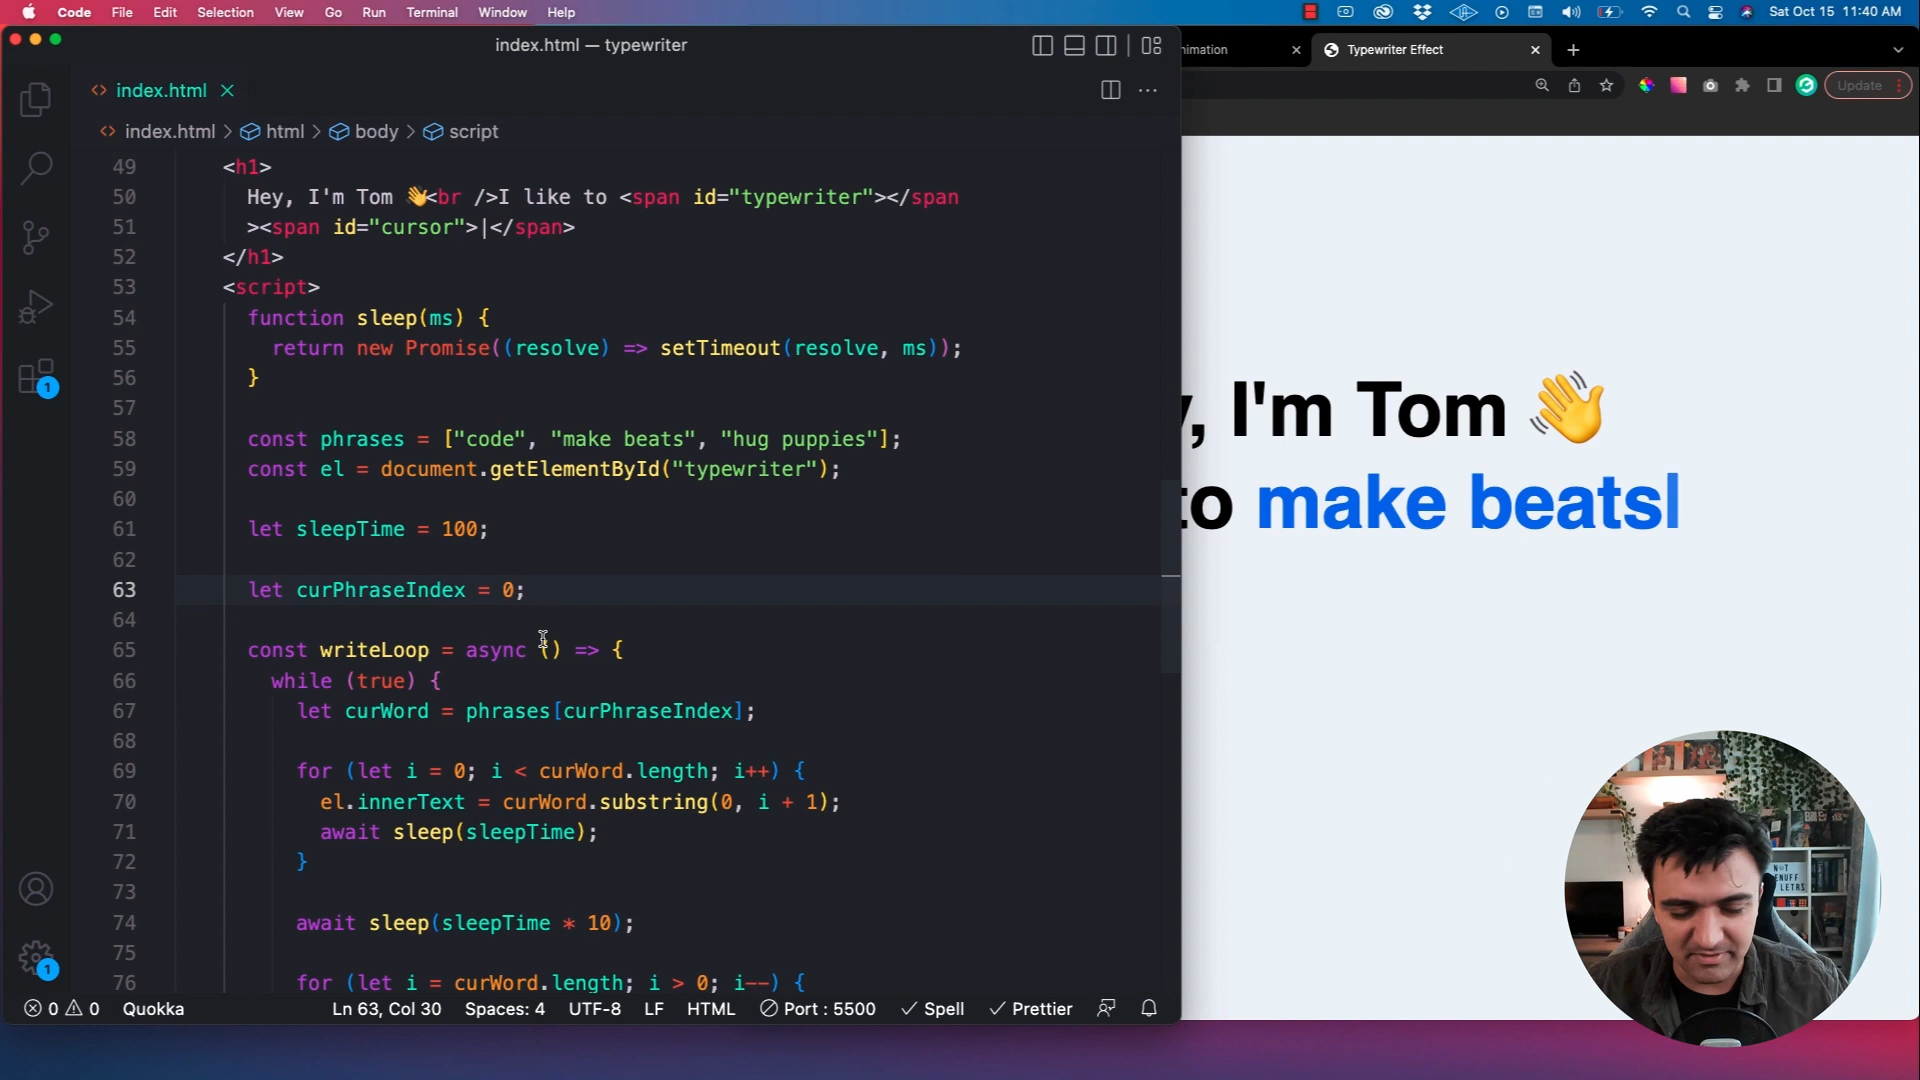 Code File Edit Selection View Go Run Terminal Window Help
Sat Oct 15 11:40 AM
index.html — typewriter
index.html
index.html > html > body > script
49 <h1>
50 Hey, I'm Tom 👋<br />I like to <span id="typewriter"></span
51 ><span id="cursor">|</span>
52 </h1>
53 <script>
54 function sleep(ms) {
55 return new Promise((resolve) => setTimeout(resolve, ms));
56 }
57
58 const phrases = ["code", "make beats", "hug puppies"];
59 const el = document.getElementById("typewriter");
60
61 let sleepTime = 100;
62
63 let curPhraseIndex = 0;
64
65 const writeLoop = async () => {
66 while (true) {
67 let curWord = phrases[curPhraseIndex];
68
69 for (let i = 0; i < curWord.length; i++) {
70 el.innerText = curWord.substring(0, i + 1);
71 await sleep(sleepTime);
72 }
73
74 await sleep(sleepTime * 10);
75
76 for (let i = curWord.length; i > 0; i--) {
1
1
0 0 Quokka Ln 63, Col 30 Spaces: 4 UTF-8 LF HTML Port : 5500 Spell Prettier
nimation
Typewriter Effect
Update
y, I'm Tom 👋
to make beats|